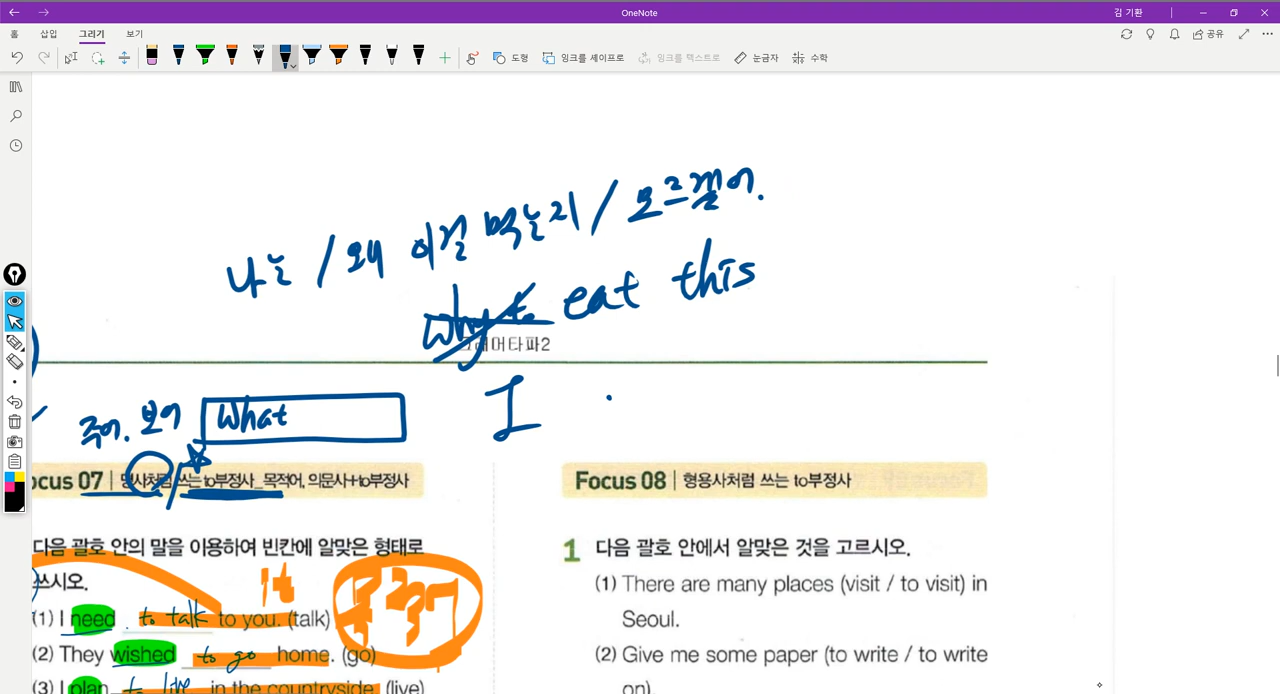 OneNote
김 기환
홈 삽입 그리기 보기
공유
도형 잉크를 셰이프로 잉크를 텍스트로 눈금자 수학
나는 / 왜 이걸 먹는지 / 모르겠어.
Why to eat this
그래머타파2
주어. 보어 What
I
ocus 07 | 명사처럼 쓰는 to부정사_목적어, 의문사+to부정사
다음 괄호 안의 말을 이용하여 빈칸에 알맞은 형태로
쓰시오.
it
(1) I need to talk to you. (talk)
(2) They wished to go home. (go)
(3) I plan to live in the countryside. (live)
Focus 08 | 형용사처럼 쓰는 to부정사
1 다음 괄호 안에서 알맞은 것을 고르시오.
(1) There are many places (visit / to visit) in
Seoul.
(2) Give me some paper (to write / to write
on).